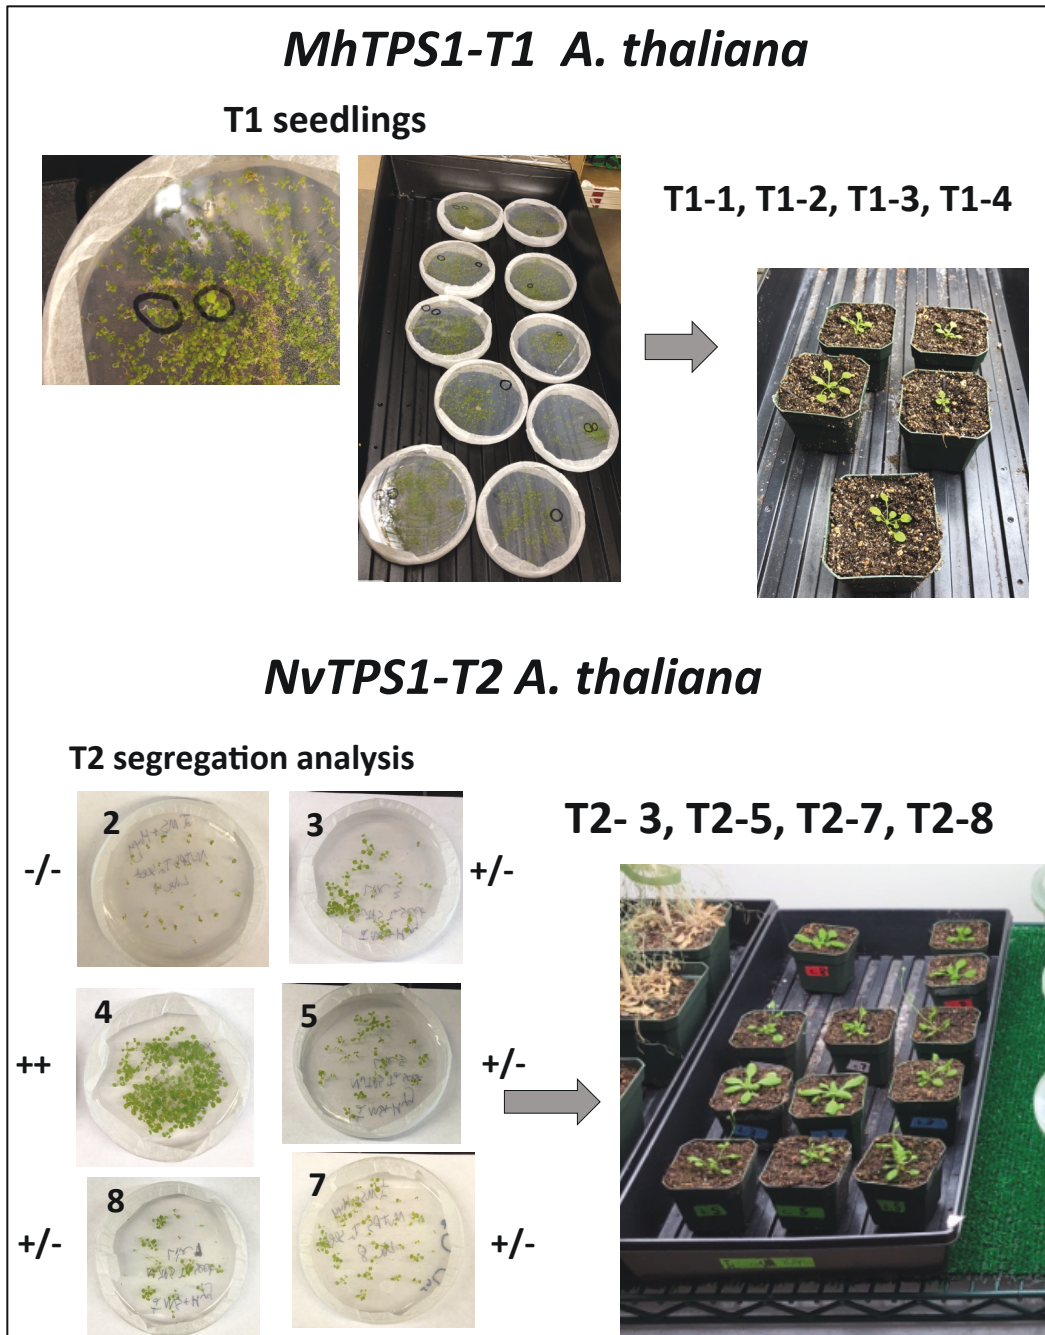 MhTPS1-T1 A. thaliana
T1 seedlings
T1-1, T1-2, T1-3, T1-4
NvTPS1-T2 A. thaliana
T2 segregation analysis
T2- 3, T2-5, T2-7, T2-8
2
3
-/-
+/-
4
5
++
+/-
8
7
+/-
+/-